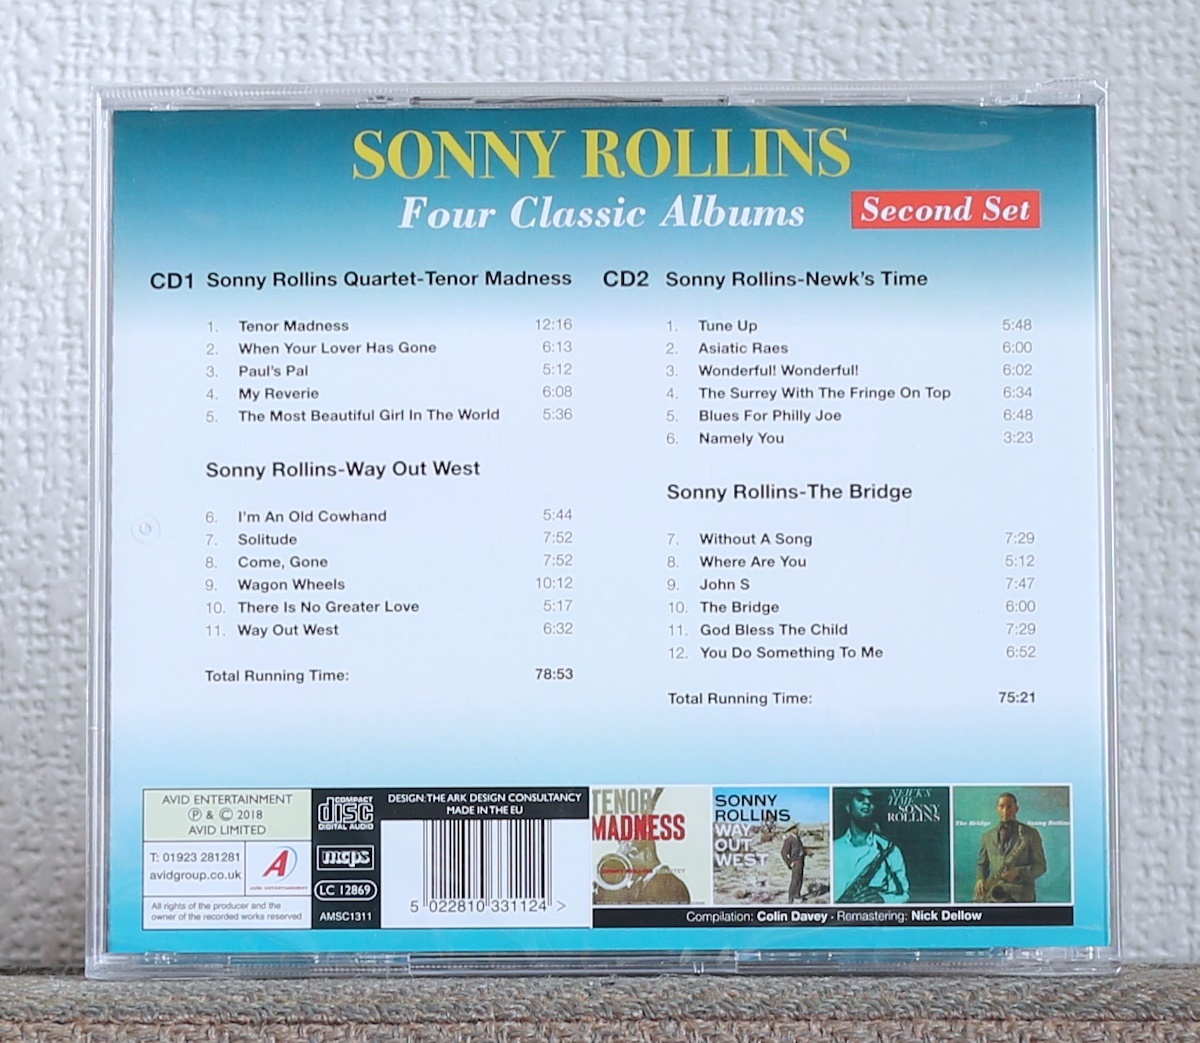 SONNY ROLLINS
Four Classic Albums
Second Set
CD1 Sonny Rollins Quartet-Tenor Madness
1. Tenor Madness 12:16
2. When Your Lover Has Gone 6:13
3. Paul's Pal 5:12
4. My Reverie 6:08
5. The Most Beautiful Girl In The World 5:36
Sonny Rollins-Way Out West
6. I'm An Old Cowhand 5:44
7. Solitude 7:52
8. Come, Gone 7:52
9. Wagon Wheels 10:12
10. There Is No Greater Love 5:17
11. Way Out West 6:32
Total Running Time: 78:53
CD2 Sonny Rollins-Newk's Time
1. Tune Up 5:48
2. Asiatic Raes 6:00
3. Wonderful! Wonderful! 6:02
4. The Surrey With The Fringe On Top 6:34
5. Blues For Philly Joe 6:48
6. Namely You 3:23
Sonny Rollins-The Bridge
7. Without A Song 7:29
8. Where Are You 5:12
9. John S 7:47
10. The Bridge 6:00
11. God Bless The Child 7:29
12. You Do Something To Me 6:52
Total Running Time: 75:21
AVID ENTERTAINMENT
Ⓟ & © 2018
AVID LIMITED
T: 01923 281281
avidgroup.co.uk
A
AVID ENTERTAINMENT
All rights of the producer and the
owner of the recorded works reserved
COMPACT
disc
DIGITAL AUDIO
mcps
LC 12869
AMSC1311
DESIGN: THE ARK DESIGN CONSULTANCY
MADE IN THE EU
5 022810 331124 >
TENOR
MADNESS
SONNY ROLLINS QUARTET
SONNY
ROLLINS
WAY
OUT
WEST
NEWK'S
TIME
SONNY
ROLLINS
The Bridge Sonny Rollins
Compilation: Colin Davey · Remastering: Nick Dellow